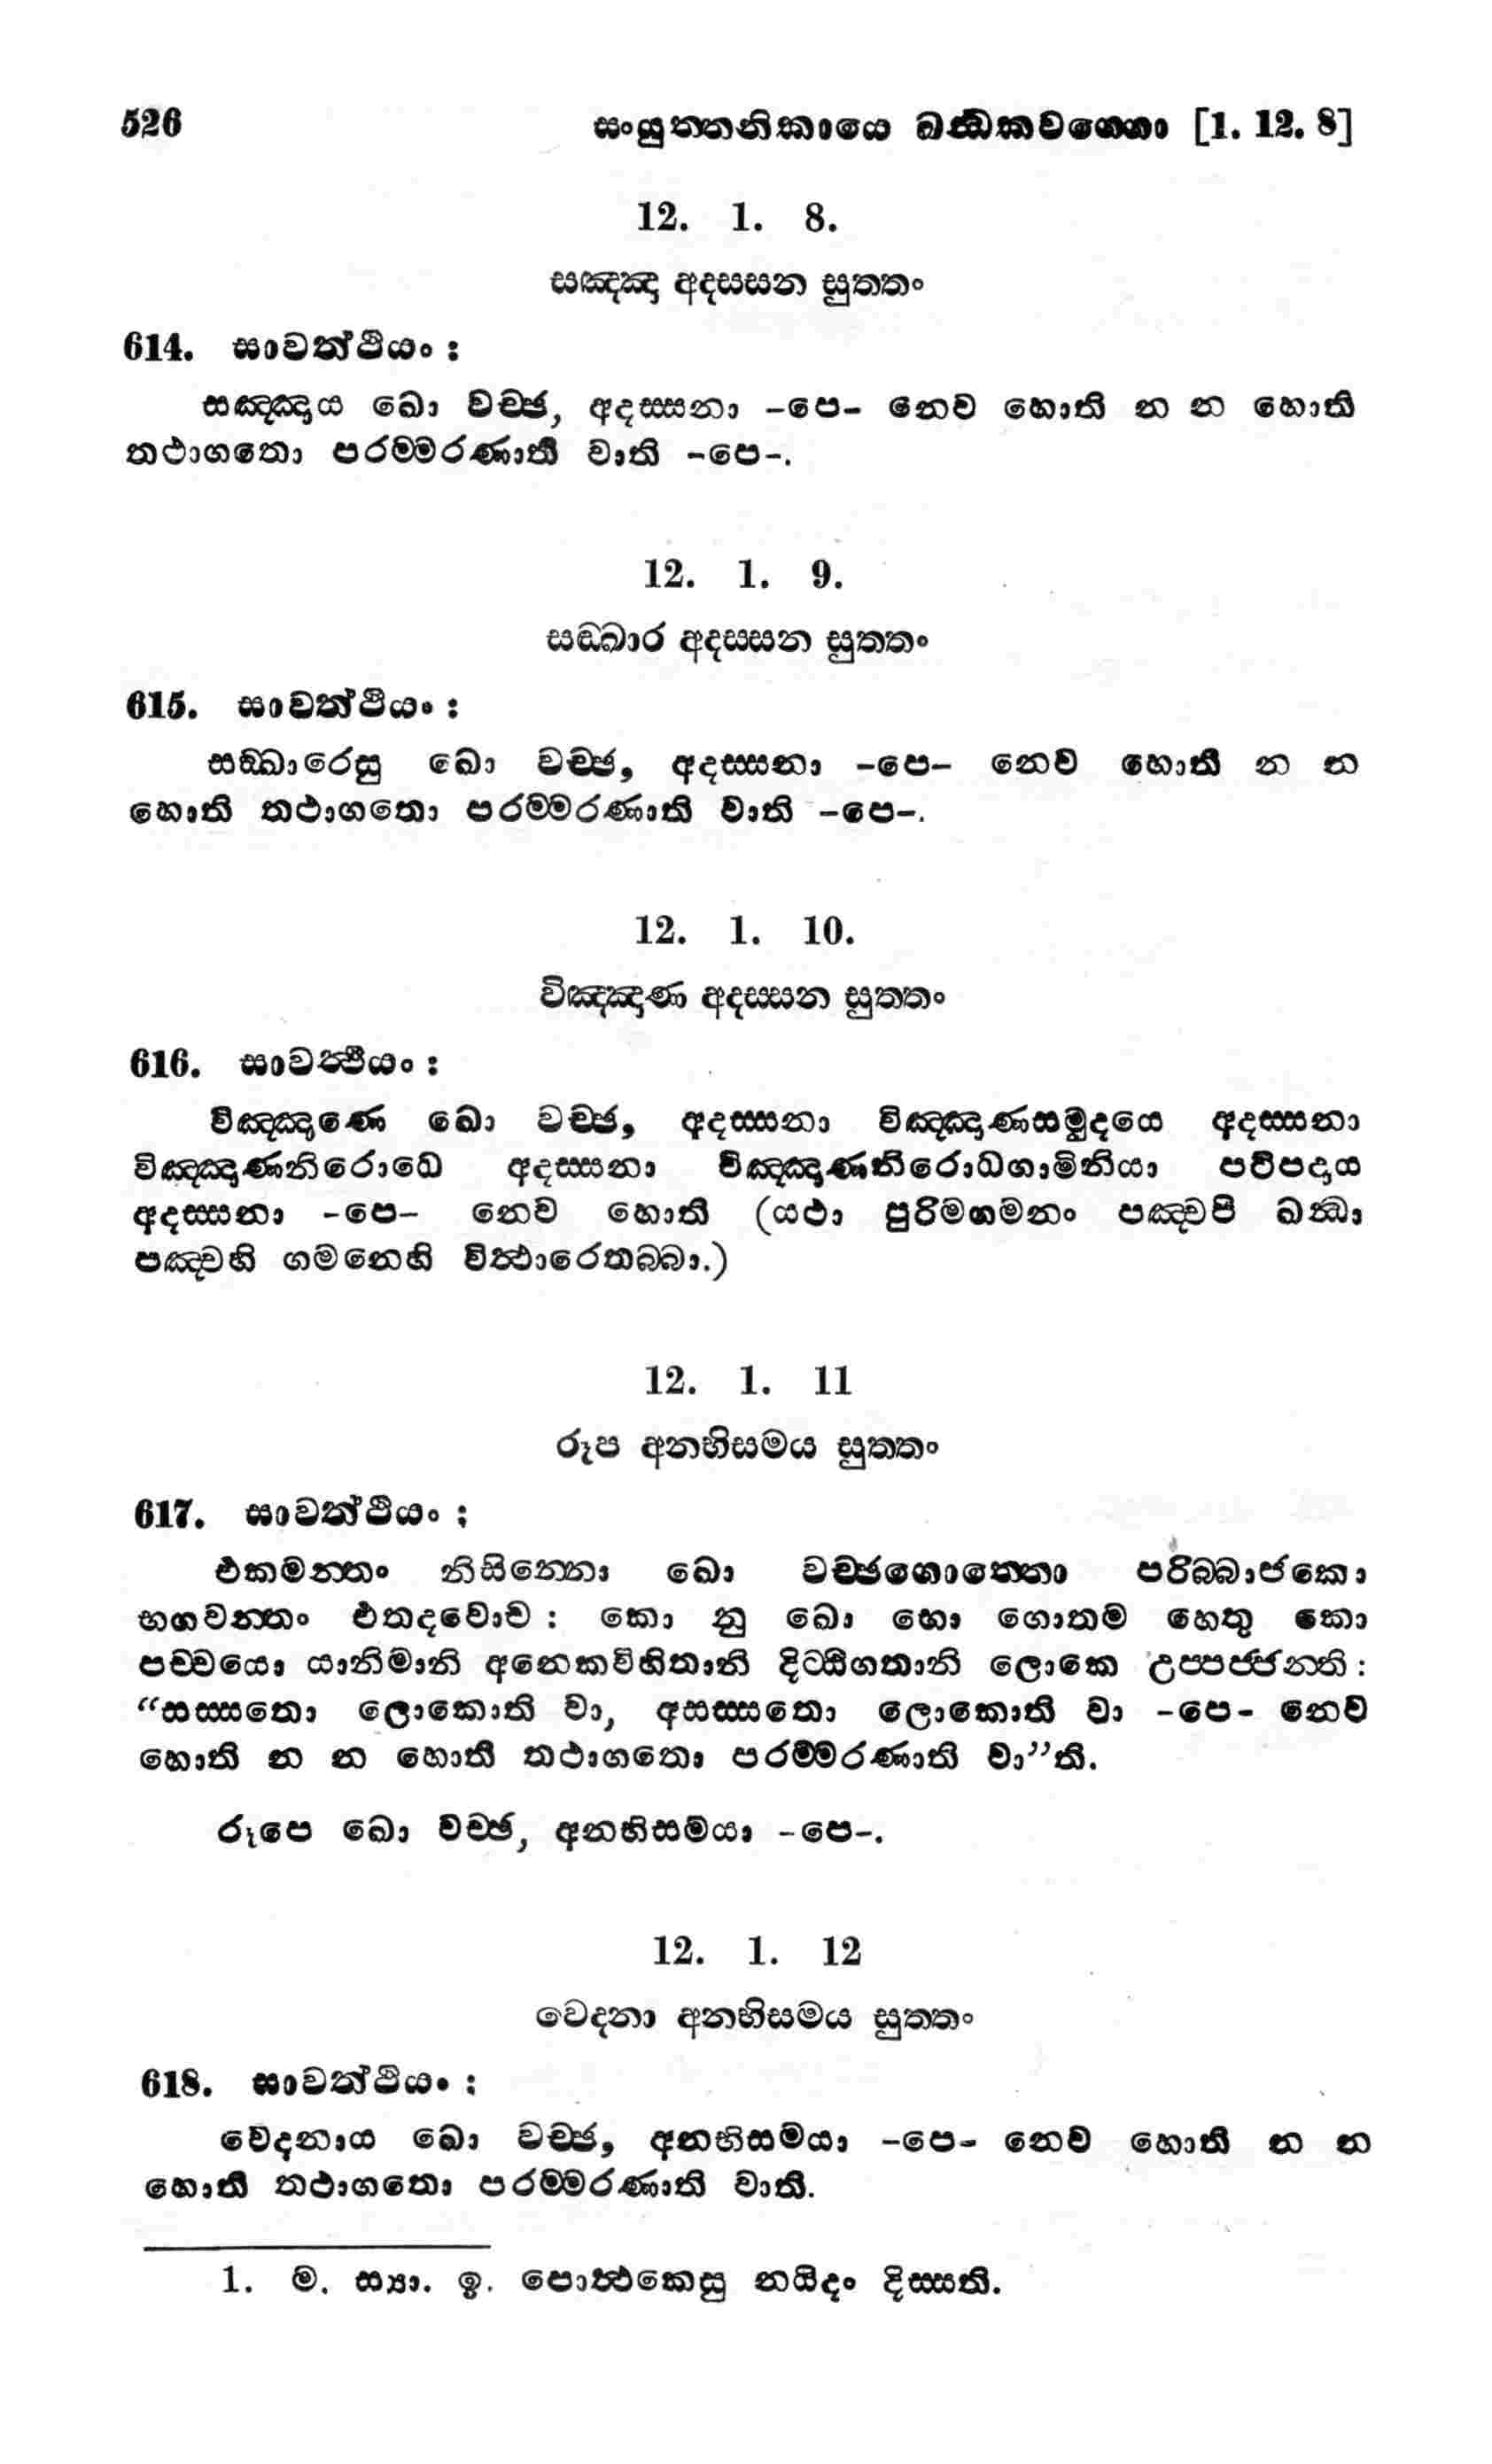 526 සංයුත්තනිකායෙ ඛන්ධකවග්ගො [1. 12. 8]
12. 1. 8.
සඤ්ඤා අදස්සන සුත්තං
614. සාවත්ථියං :
සඤ්ඤාය ඛො වච්ඡ, අදස්සනා -පෙ- නෙව හොති න න හොති
තථාගතො පරම්මරණාති වාති -පෙ-.
12. 1. 9.
සඞ්ඛාර අදස්සන සුත්තං
615. සාවත්ථියං :
සඞ්ඛාරෙසු ඛො වච්ඡ, අදස්සනා -පෙ- නෙව හොති න න
හොති තථාගතො පරම්මරණාති වාති -පෙ-.
12. 1. 10.
විඤ්ඤාණ අදස්සන සුත්තං
616. සාවත්ථියං :
විඤ්ඤාණෙ ඛො වච්ඡ, අදස්සනා විඤ්ඤාණසමුදයෙ අදස්සනා
විඤ්ඤාණනිරොධෙ අදස්සනා විඤ්ඤාණනිරොධගාමිනියා පටිපදාය
අදස්සනා -පෙ- නෙව හොති (යථා පුරිමගමනං පඤ්චපි ඛන්ධා
පඤ්චහි ගමනෙහි විත්ථාරෙතබ්බා.)
12. 1. 11
රූප අනභිසමය සුත්තං
617. සාවත්ථියං ;
එකමන්තං නිසින්නො ඛො වච්ඡගොත්තො පරිබ්බාජකො
භගවන්තං එතදවොච : කො නු ඛො භො ගොතම හෙතු කො
පච්චයො යානිමානි අනෙකවිහිතානි දිට්ඨිගතානි ලොකෙ උප්පජ්ජන්ති :
“සස්සතො ලොකොති වා, අසස්සතො ලොකොති වා -පෙ- නෙව
හොති න න හොති තථාගතො පරම්මරණාති වා”ති.
රූපෙ ඛො වච්ඡ, අනභිසමයා -පෙ-.
12. 1. 12
වෙදනා අනභිසමය සුත්තං
618. සාවත්ථියං ;
වෙදනාය ඛො වච්ඡ, අනභිසමයා -පෙ- නෙව හොති න න
හොති තථාගතො පරම්මරණාති වාති.
1. ම. ස්‍යා. ඉ. පොත්ථකෙසු නයිදං දිස්සති.